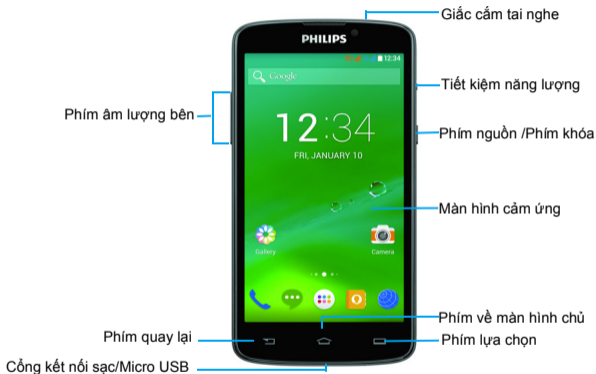 Giắc cắm tai nghe
PHILIPS
12:34
Google
Tiết kiệm năng lượng
Phím âm lượng bên
12:34
Phím nguồn /Phím khóa
FRI, JANUARY 10
Màn hình cảm ứng
Gallery
Camera
Phím về màn hình chủ
Phím quay lại
Phím lựa chọn
Cổng kết nối sạc/Micro USB